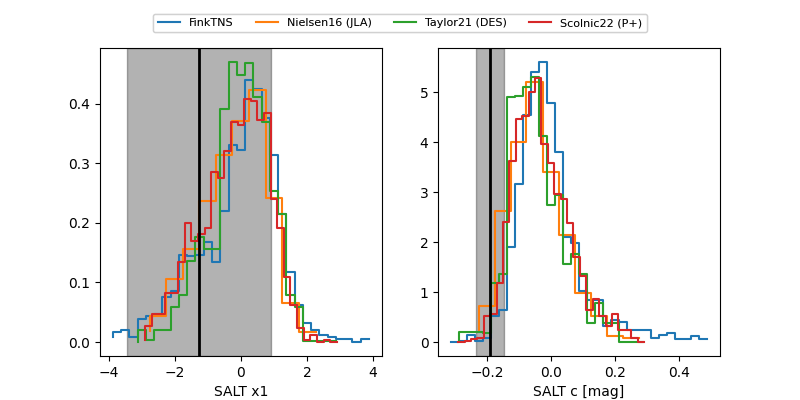 FinkTNS Nielsen16 (JLA) Taylor21 (DES) Scolnic22 (P+)
0.4
0.3
0.2
0.1
0.0
−4 −2 0 2 4
SALT x1
5
4
3
2
1
0
−0.2 0.0 0.2 0.4
SALT c [mag]